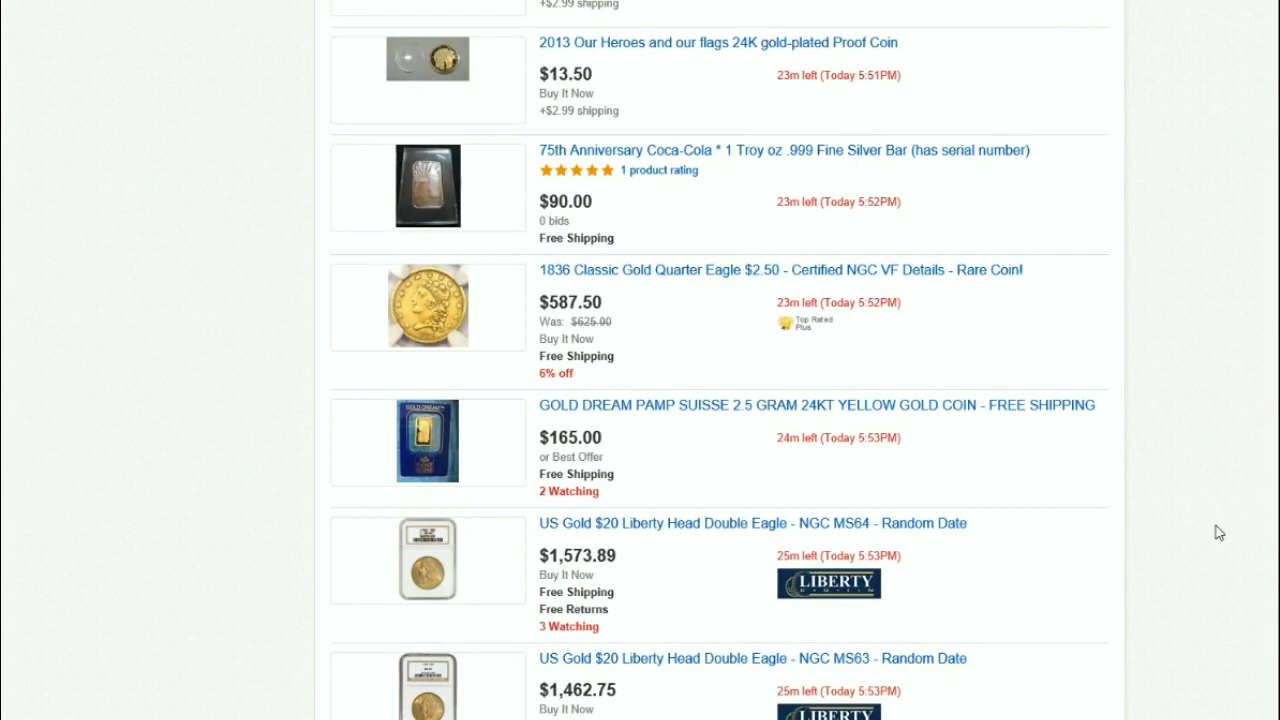 +$2.99 shipping
2013 Our Heroes and our flags 24K gold-plated Proof Coin
$13.50
23m left (Today 5:51PM)
Buy It Now
+$2.99 shipping
75th Anniversary Coca-Cola * 1 Troy oz .999 Fine Silver Bar (has serial number)
1 product rating
$90.00
23m left (Today 5:52PM)
0 bids
Free Shipping
1836 Classic Gold Quarter Eagle $2.50 - Certified NGC VF Details - Rare Coin!
$587.50
23m left (Today 5:52PM)
Was: $625.00
Top Rated
Plus
Buy It Now
Free Shipping
6% off
GOLD DREAM PAMP SUISSE 2.5 GRAM 24KT YELLOW GOLD COIN - FREE SHIPPING
GOLD DREAM
$165.00
24m left (Today 5:53PM)
or Best Offer
Free Shipping
2 Watching
US Gold $20 Liberty Head Double Eagle - NGC MS64 - Random Date
$1,573.89
25m left (Today 5:53PM)
Buy It Now
LIBERTY
COIN
Free Shipping
Free Returns
3 Watching
US Gold $20 Liberty Head Double Eagle - NGC MS63 - Random Date
$1,462.75
25m left (Today 5:53PM)
Buy It Now
LIBERTY